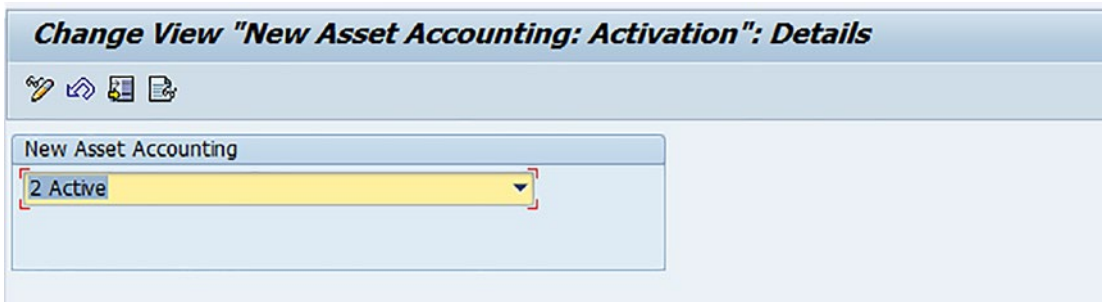 Change View "New Asset Accounting: Activation": Details
New Asset Accounting
2 Active